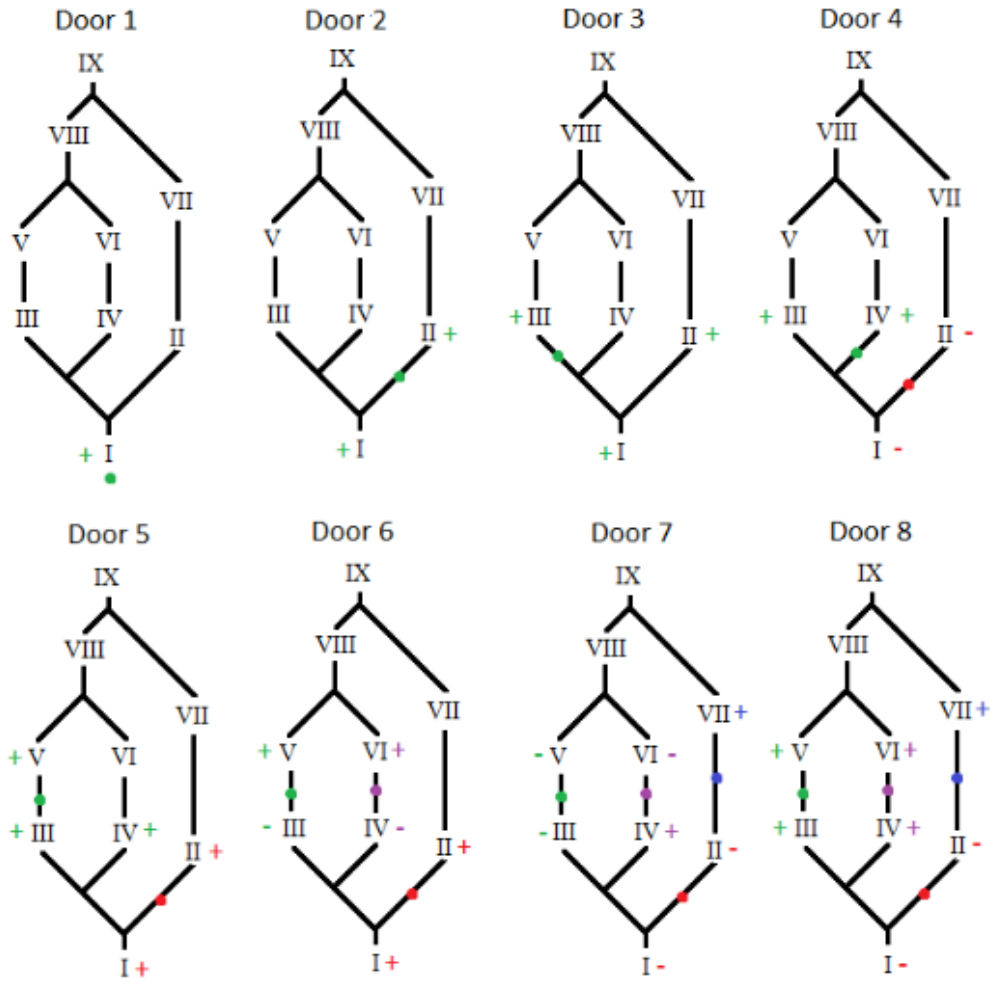 Door 1 Door 2 Door 3 Door 4
IX IX IX IX
VIII VIII VIII VIII
VII VII VII VII
V VI V VI V VI V VI
III IV III IV + III IV + III IV +
II II + II + II -
+ I + I + I I -
Door 5 Door 6 Door 7 Door 8
IX IX IX IX
VIII VIII VIII VIII
VII VII VII + VII +
+ V VI + V VI + - V VI - + V VI +
+ III IV + - III IV - - III IV + + III IV +
II + II + II - II -
I + I + I - I -